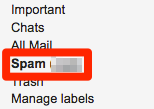 Important
Chats
All Mail
Spam (
Trash
Manage labels